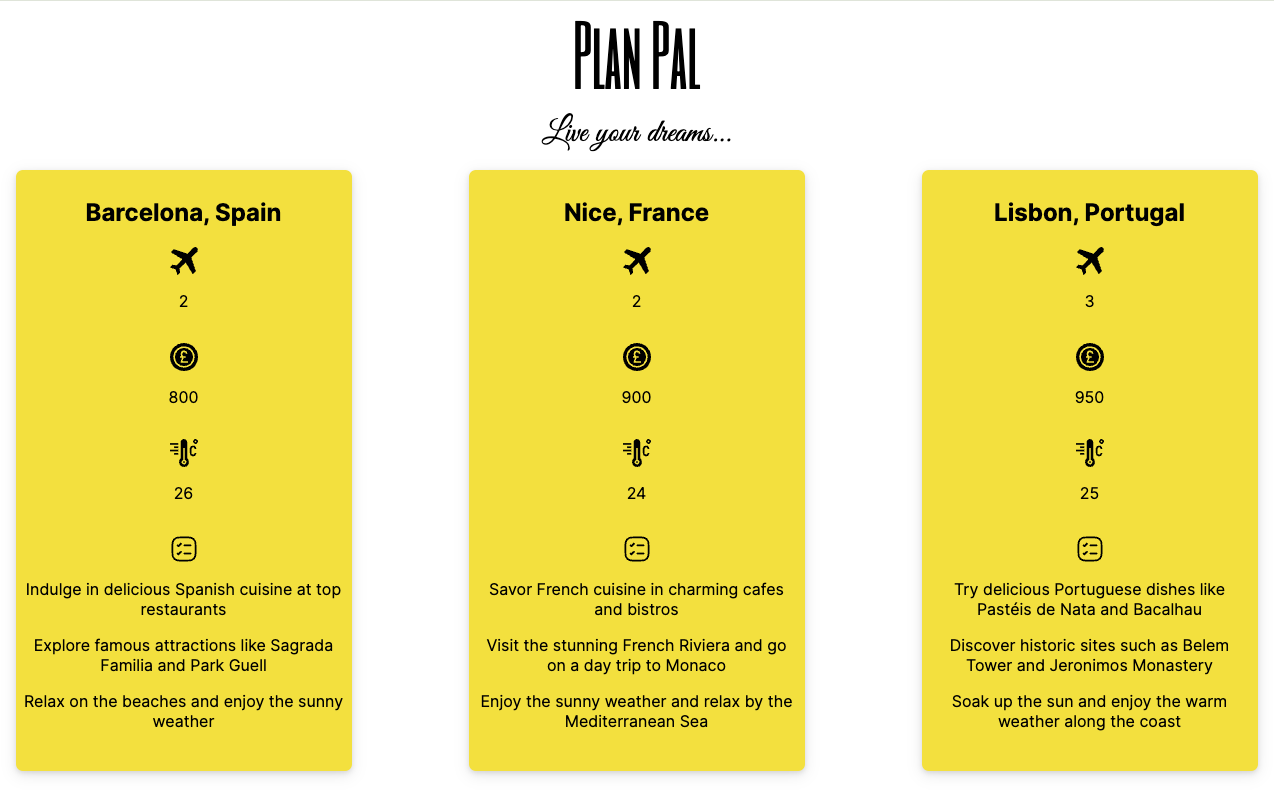 Plan Pal
Live your dreams...
Barcelona, Spain
2
£
800
C
26
Indulge in delicious Spanish cuisine at top
restaurants
Explore famous attractions like Sagrada
Familia and Park Guell
Relax on the beaches and enjoy the sunny
weather
Nice, France
2
£
900
C
24
Savor French cuisine in charming cafes
and bistros
Visit the stunning French Riviera and go
on a day trip to Monaco
Enjoy the sunny weather and relax by the
Mediterranean Sea
Lisbon, Portugal
3
£
950
C
25
Try delicious Portuguese dishes like
Pastéis de Nata and Bacalhau
Discover historic sites such as Belem
Tower and Jeronimos Monastery
Soak up the sun and enjoy the warm
weather along the coast